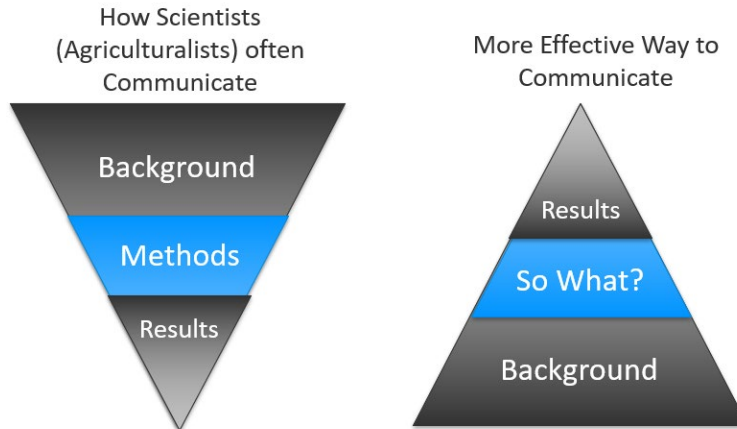 How Scientists
(Agriculturalists) often
Communicate
Background
Methods
Results
More Effective Way to
Communicate
Results
So What?
Background